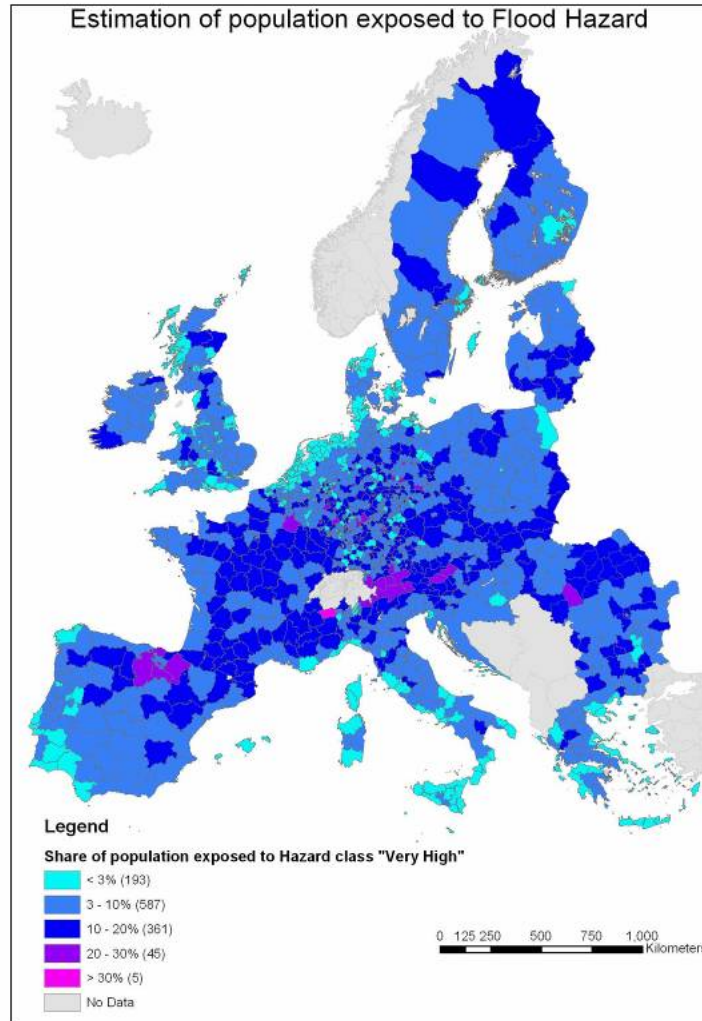 Estimation of population exposed to Flood Hazard
Legend
Share of population exposed to Hazard class "Very High"
< 3% (193)
3 - 10% (587)
10 - 20% (361)
20 - 30% (45)
> 30% (5)
No Data
0 125 250 500 750 1,000
Kilometers